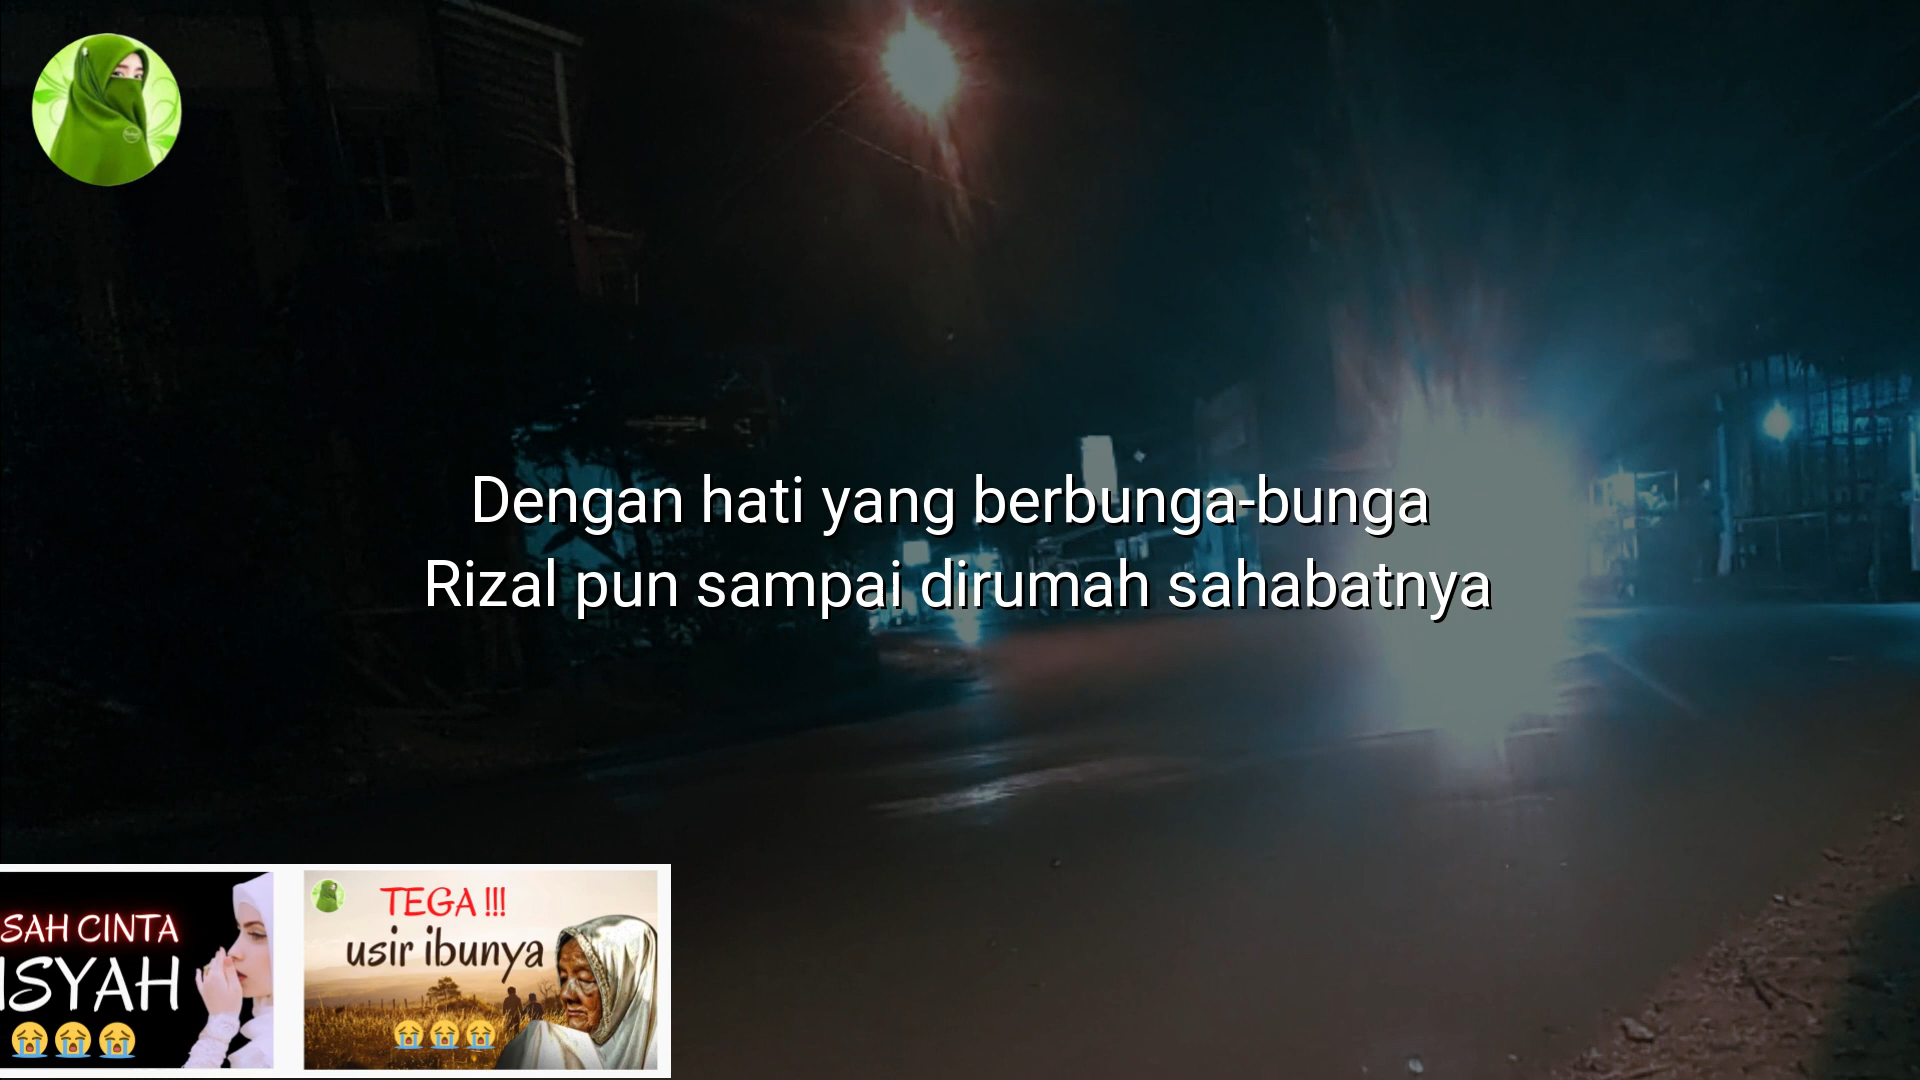 Dengan hati yang berbunga-bunga
Rizal pun sampai dirumah sahabatnya
SAH CINTA
ISYAH
TEGA !!!
usir ibunya